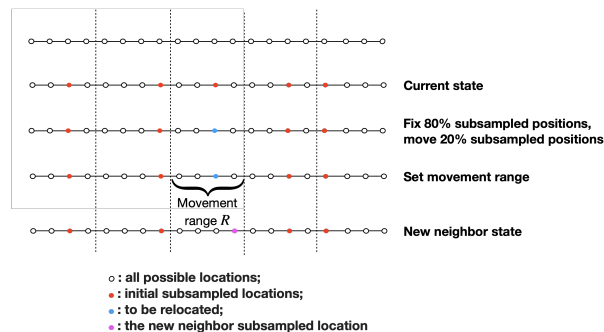 Current state
Fix 80% subsampled positions,
move 20% subsampled positions
Set movement range
Movement
range R
New neighbor state
: all possible locations;
: initial subsampled locations;
: to be relocated;
: the new neighbor subsampled location